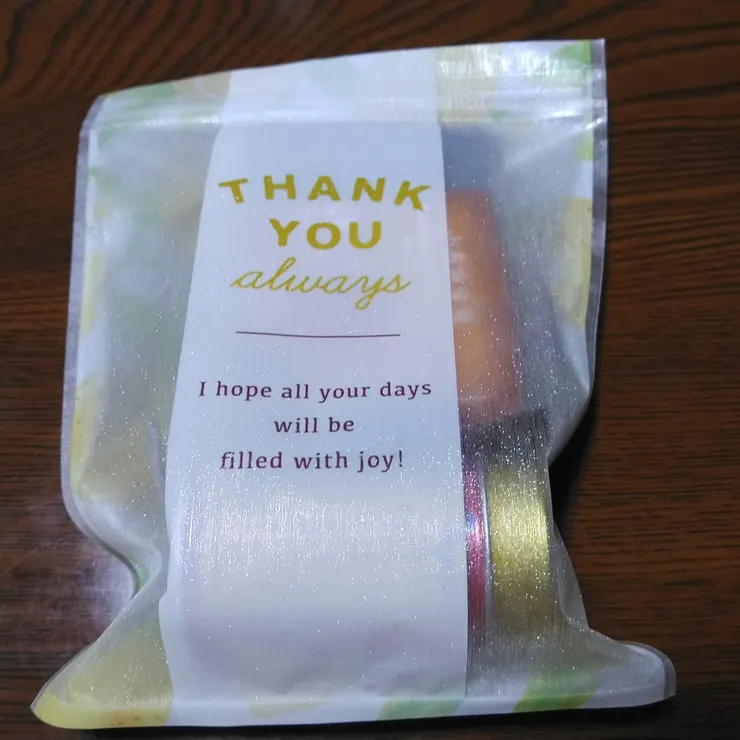 THANK
YOU
always
I hope all your days
will be
filled with joy!